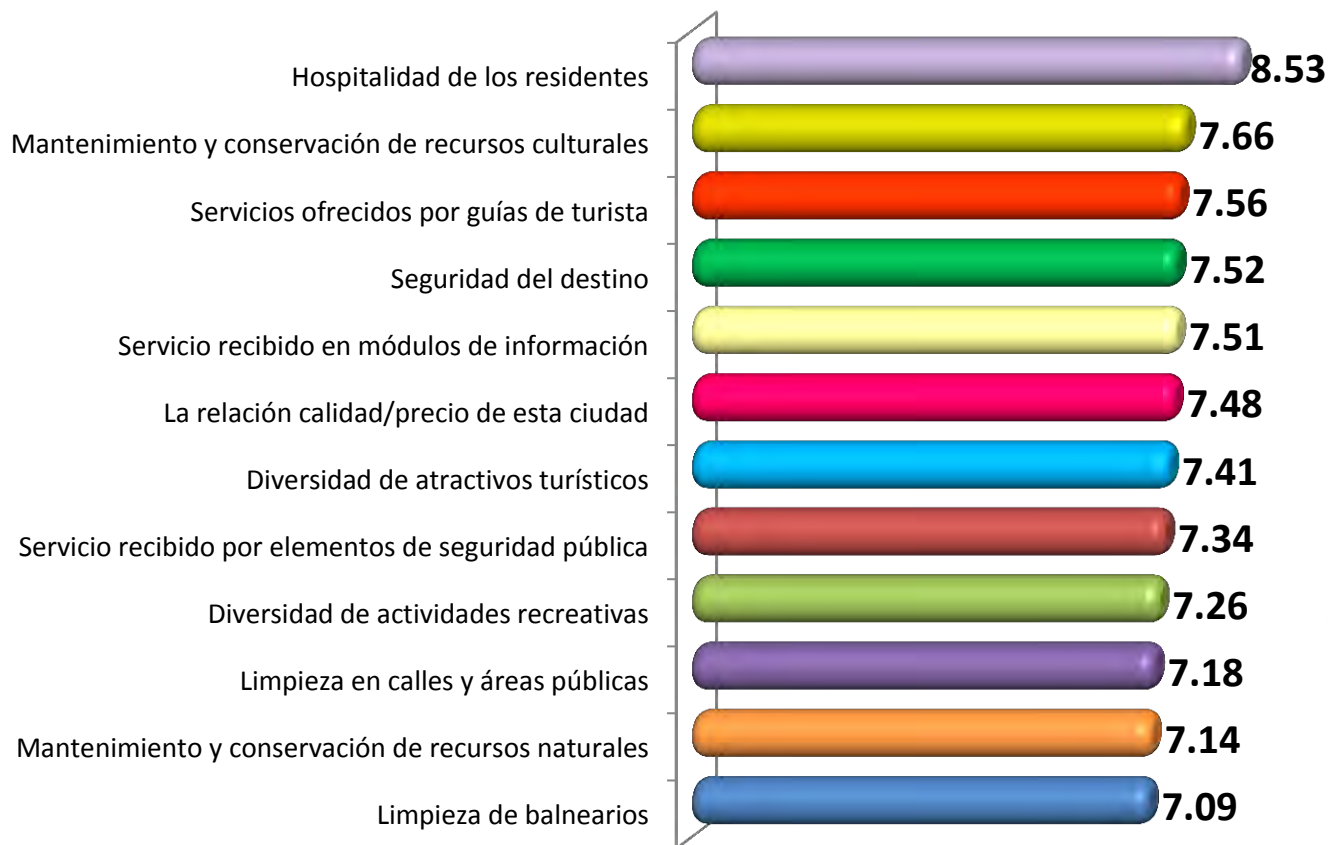 Hospitalidad de los residentes 8.53
Mantenimiento y conservación de recursos culturales 7.66
Servicios ofrecidos por guías de turista 7.56
Seguridad del destino 7.52
Servicio recibido en módulos de información 7.51
La relación calidad/precio de esta ciudad 7.48
Diversidad de atractivos turísticos 7.41
Servicio recibido por elementos de seguridad pública 7.34
Diversidad de actividades recreativas 7.26
Limpieza en calles y áreas públicas 7.18
Mantenimiento y conservación de recursos naturales 7.14
Limpieza de balnearios 7.09